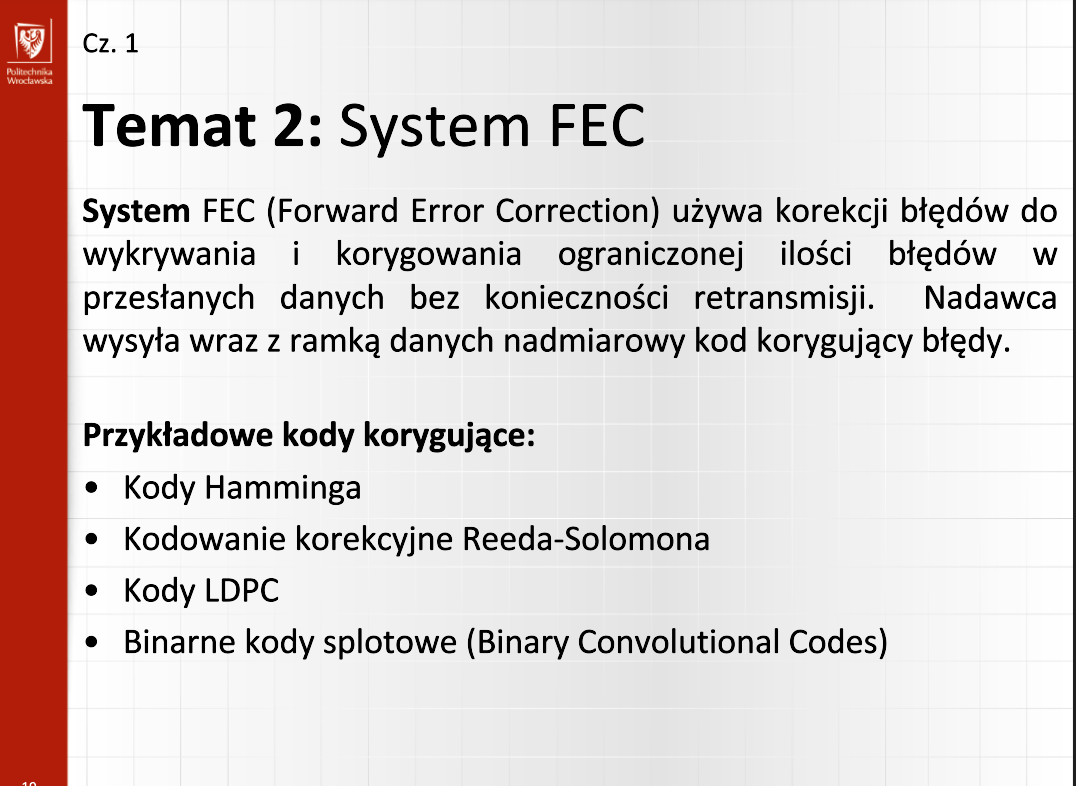 Politechnika
Wrocławska
Cz. 1
Temat 2: System FEC
System FEC (Forward Error Correction) używa korekcji błędów do
wykrywania i korygowania ograniczonej ilości błędów w
przesłanych danych bez konieczności retransmisji. Nadawca
wysyła wraz z ramką danych nadmiarowy kod korygujący błędy.
Przykładowe kody korygujące:
• Kody Hamminga
• Kodowanie korekcyjne Reeda-Solomona
• Kody LDPC
• Binarne kody splotowe (Binary Convolutional Codes)